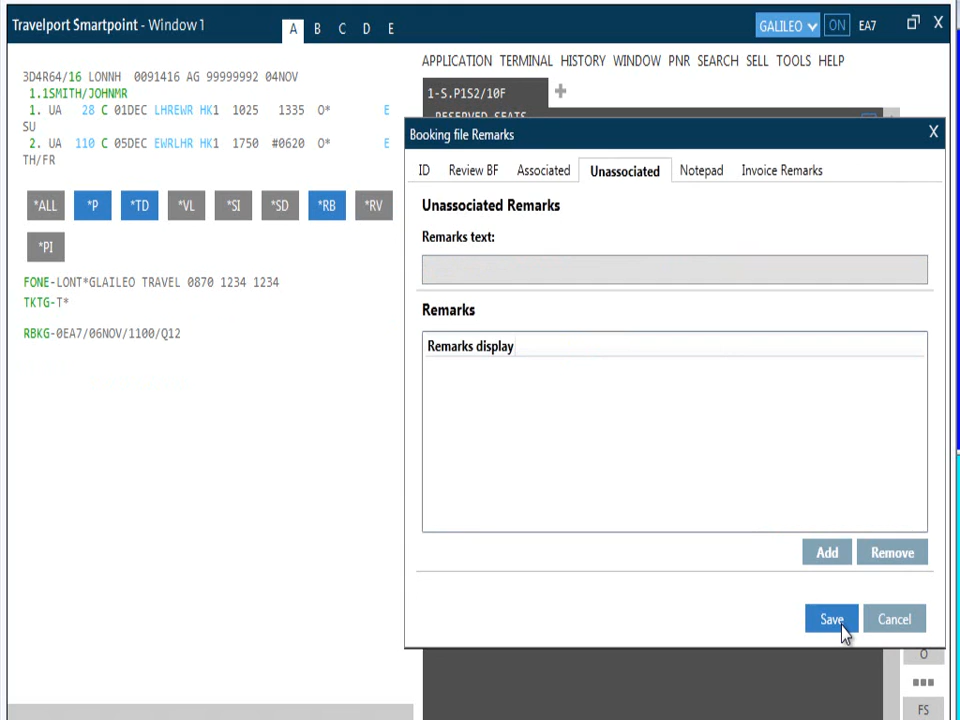 Travelport Smartpoint - Window 1
A B C D E
GALILEO ON EA7 X
3D4R64/16 LONNH 0091416 AG 99999992 04NOV
1.1SMITH/JOHNMR
1. UA 28 C 01DEC LHREWR HK1 1025 1335 O* E
SU
2. UA 110 C 05DEC EWRLHR HK1 1750 #0620 O* E
TH/FR
*ALL *P *TD *VL *SI *SD *RB *RV
*PI
FONE-LONT*GLAILEO TRAVEL 0870 1234 1234
TKTG-T*
RBKG-0EA7/06NOV/1100/Q12
APPLICATION TERMINAL HISTORY WINDOW PNR SEARCH SELL TOOLS HELP
1-S.P1S2/10F +
RESERVED SEATS
Booking file Remarks X
ID Review BF Associated Unassociated Notepad Invoice Remarks
Unassociated Remarks
Remarks text:
Remarks
Remarks display
Add Remove
Save Cancel
O
FS